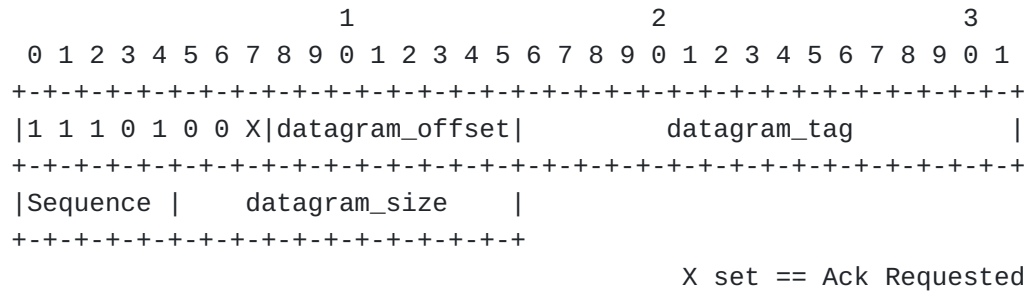 1                   2                   3
 0 1 2 3 4 5 6 7 8 9 0 1 2 3 4 5 6 7 8 9 0 1 2 3 4 5 6 7 8 9 0 1
+-+-+-+-+-+-+-+-+-+-+-+-+-+-+-+-+-+-+-+-+-+-+-+-+-+-+-+-+-+-+-+-+
|1 1 1 0 1 0 0 X|datagram_offset|         datagram_tag          |
+-+-+-+-+-+-+-+-+-+-+-+-+-+-+-+-+-+-+-+-+-+-+-+-+-+-+-+-+-+-+-+-+
|Sequence |    datagram_size    |
+-+-+-+-+-+-+-+-+-+-+-+-+-+-+-+-+
                                           X set == Ack Requested